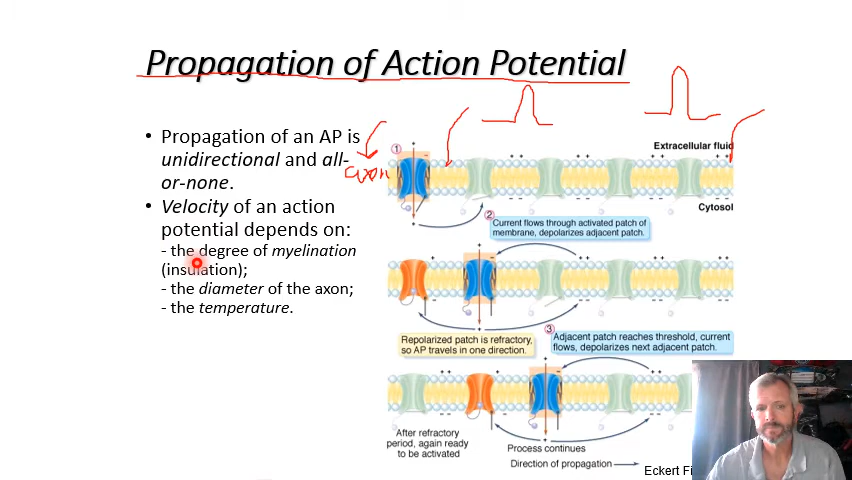 Propagation of Action Potential
• Propagation of an AP is
unidirectional and all-
or-none.
• Velocity of an action
potential depends on:
- the degree of myelination
(insulation);
- the diameter of the axon;
- the temperature.
axon
①
Extracellular fluid
Cytosol
②
Current flows through activated patch of
membrane, depolarizes adjacent patch.
Repolarized patch is refractory,
so AP travels in one direction.
③
Adjacent patch reaches threshold, current
flows, depolarizes next adjacent patch.
After refractory
period, again ready
to be activated
Process continues
Direction of propagation
Eckert Fi